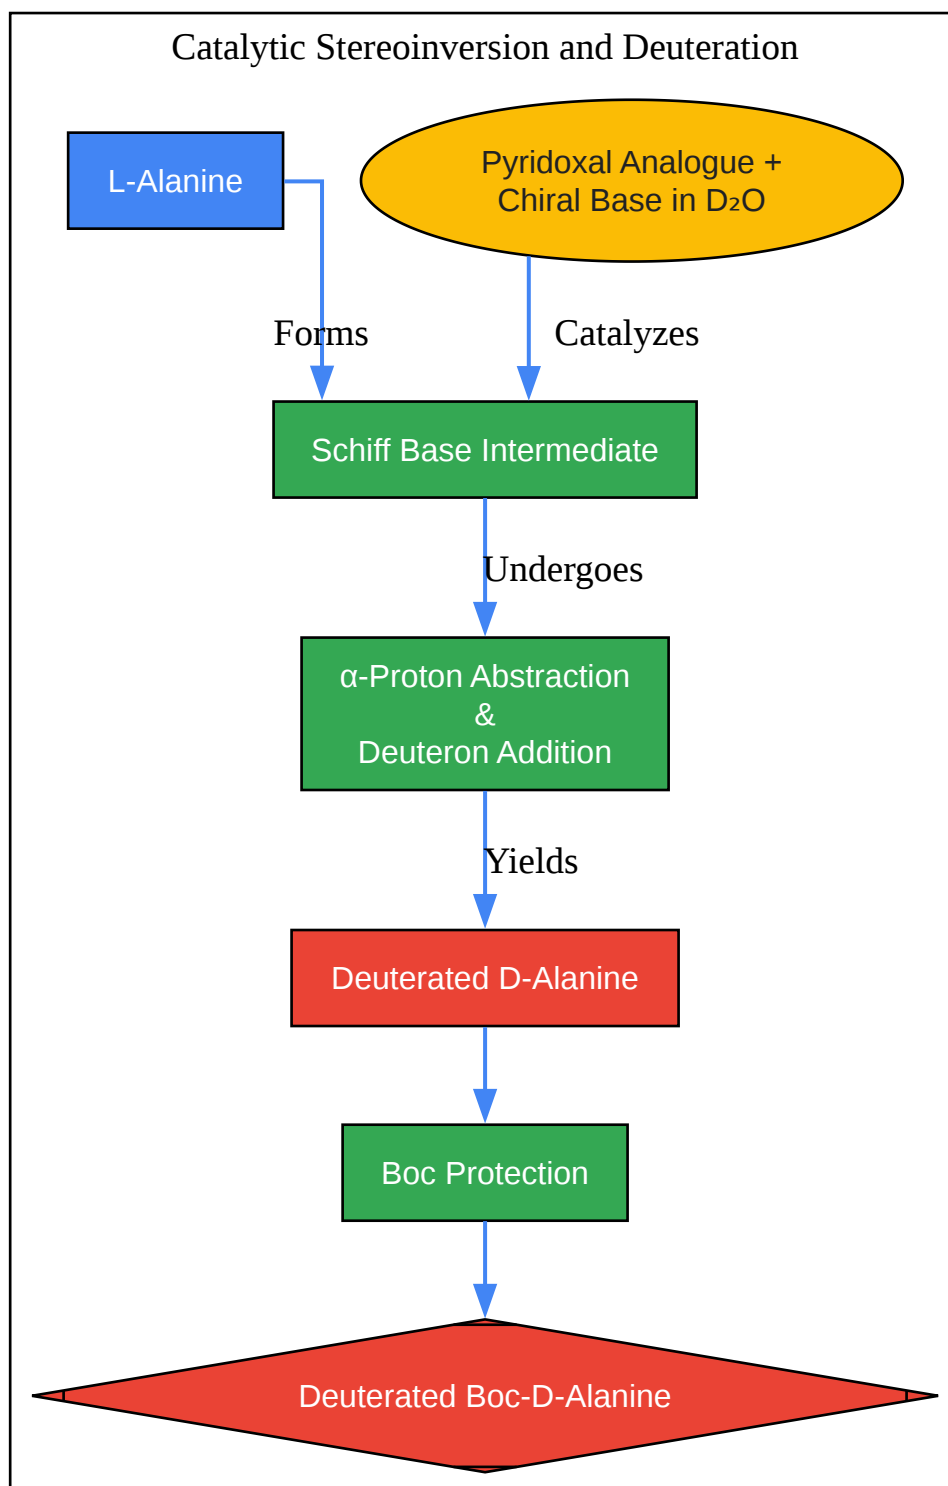 Catalytic Stereoinversion and Deuteration
L-Alanine
Pyridoxal Analogue +
Chiral Base in D₂O
Forms
Catalyzes
Schiff Base Intermediate
Undergoes
α-Proton Abstraction
&
Deuteron Addition
Yields
Deuterated D-Alanine
Boc Protection
Deuterated Boc-D-Alanine